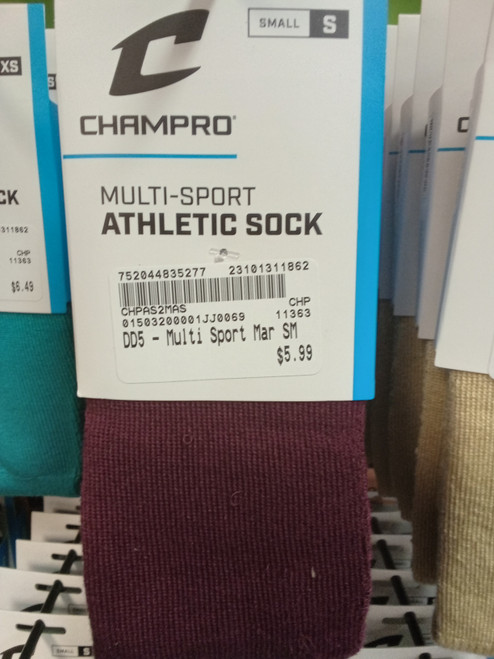 SMALL S
CHAMPRO
MULTI-SPORT
ATHLETIC SOCK
752044835277 23101311862
CHPAS2MAS CHP
01503200001JJ0069 11363
DD5 - Multi Sport Mar SM
$5.99
XS
CK
311862
CHP
11363
$6.49
S
SMALL S